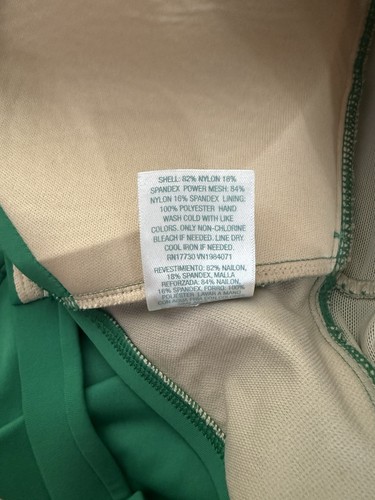 SHELL: 82% NYLON 18%
SPANDEX POWER MESH: 84%
NYLON 16% SPANDEX LINING:
100% POLYESTER HAND
WASH COLD WITH LIKE
COLORS. ONLY NON-CHLORINE
BLEACH IF NEEDED. LINE DRY.
COOL IRON IF NEEDED.
RN17730 VN1984071
REVESTIMENTO: 82% NAILON,
18% SPANDEX, MALLA
REFORZADA: 84% NAILON,
16% SPANDEX, FORRO: 100%
POLIESTER LAVAR A MANO